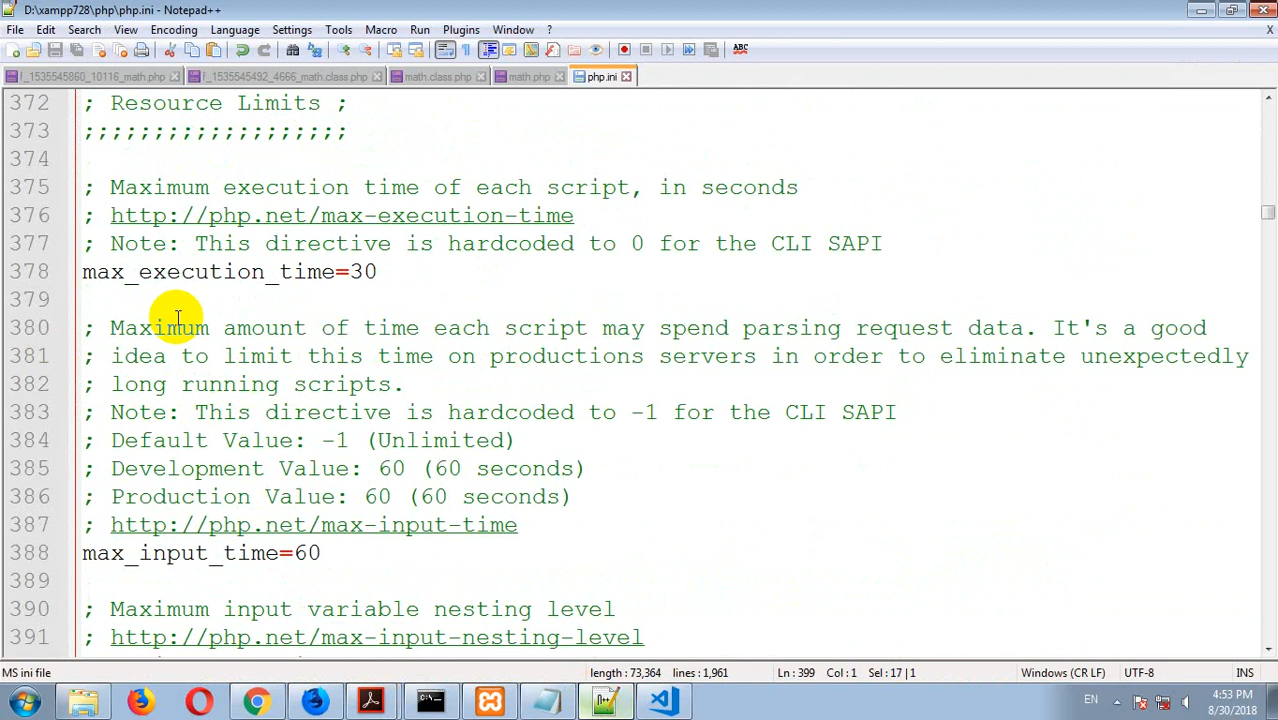 D:\xampp728\php\php.ini - Notepad++
File Edit Search View Encoding Language Settings Tools Macro Run Plugins Window ? X
f_1535545860_10116_math.php f_1535545492_4666_math.class.php math.class.php math.php php.ini
372 ; Resource Limits ;
373 ;;;;;;;;;;;;;;;;;;;
374
375 ; Maximum execution time of each script, in seconds
376 ; http://php.net/max-execution-time
377 ; Note: This directive is hardcoded to 0 for the CLI SAPI
378 max_execution_time=30
379
380 ; Maximum amount of time each script may spend parsing request data. It's a good
381 ; idea to limit this time on productions servers in order to eliminate unexpectedly
382 ; long running scripts.
383 ; Note: This directive is hardcoded to -1 for the CLI SAPI
384 ; Default Value: -1 (Unlimited)
385 ; Development Value: 60 (60 seconds)
386 ; Production Value: 60 (60 seconds)
387 ; http://php.net/max-input-time
388 max_input_time=60
389
390 ; Maximum input variable nesting level
391 ; http://php.net/max-input-nesting-level
MS ini file length : 73,364 lines : 1,961 Ln : 399 Col : 1 Sel : 17 | 1 Windows (CR LF) UTF-8 INS
EN 4:53 PM
8/30/2018